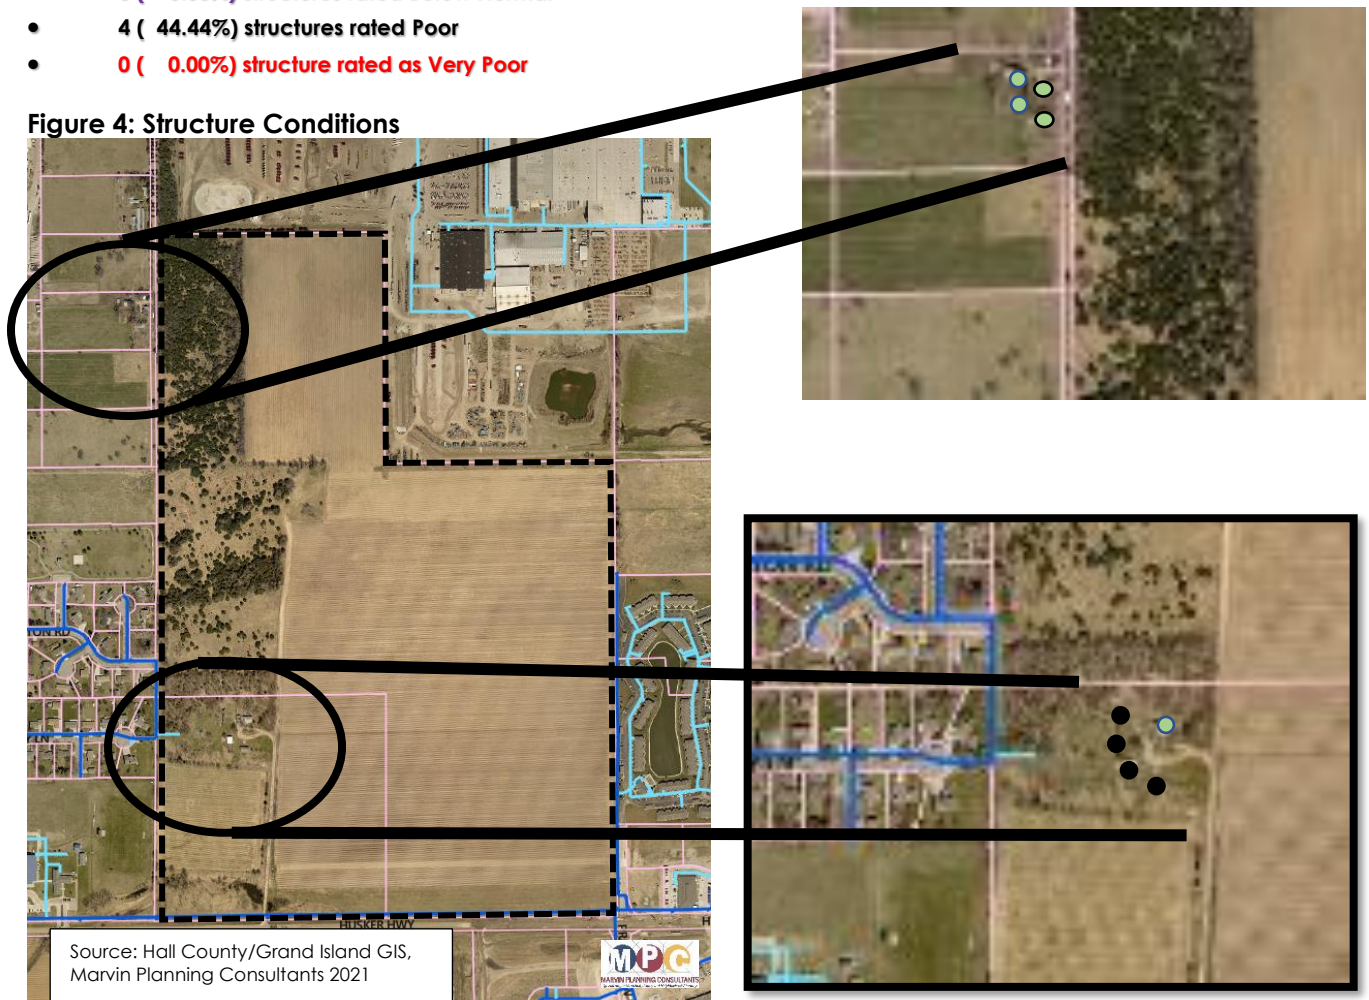 • 4 ( 44.44%) structures rated Poor
• 0 ( 0.00%) structure rated as Very Poor
Figure 4: Structure Conditions
HUSKER HWY
Source: Hall County/Grand Island GIS,
Marvin Planning Consultants 2021
MPC
MARVIN PLANNING CONSULTANTS